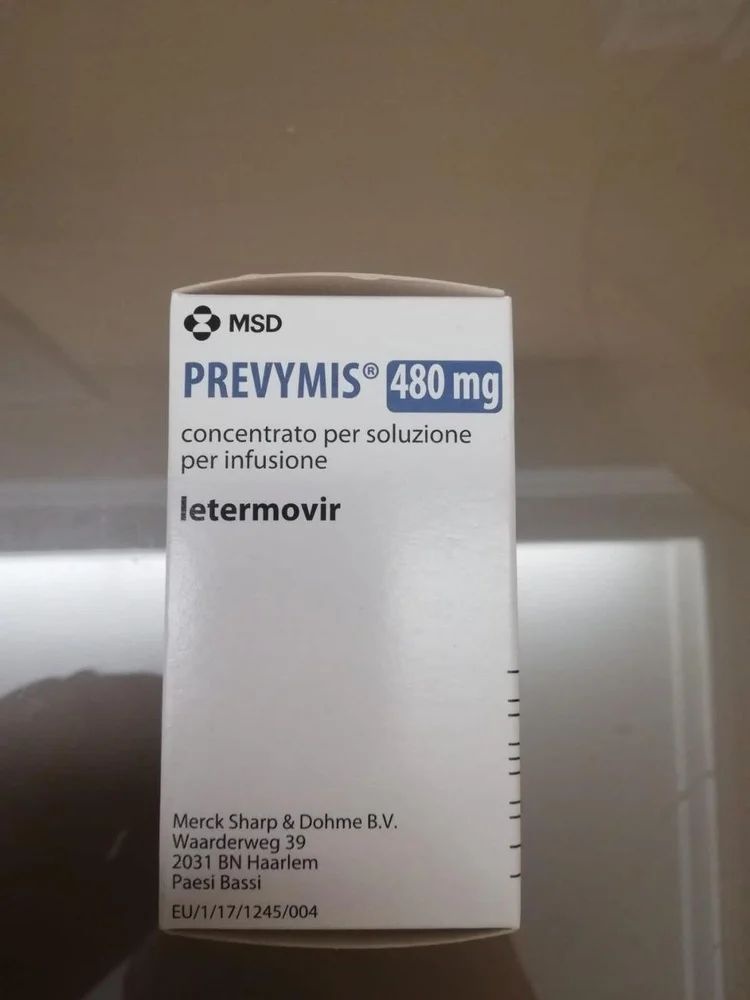 MSD
PREVYMIS® 480 mg
concentrato per soluzione
per infusione
letermovir
Merck Sharp & Dohme B.V.
Waarderweg 39
2031 BN Haarlem
Paesi Bassi
EU/1/17/1245/004